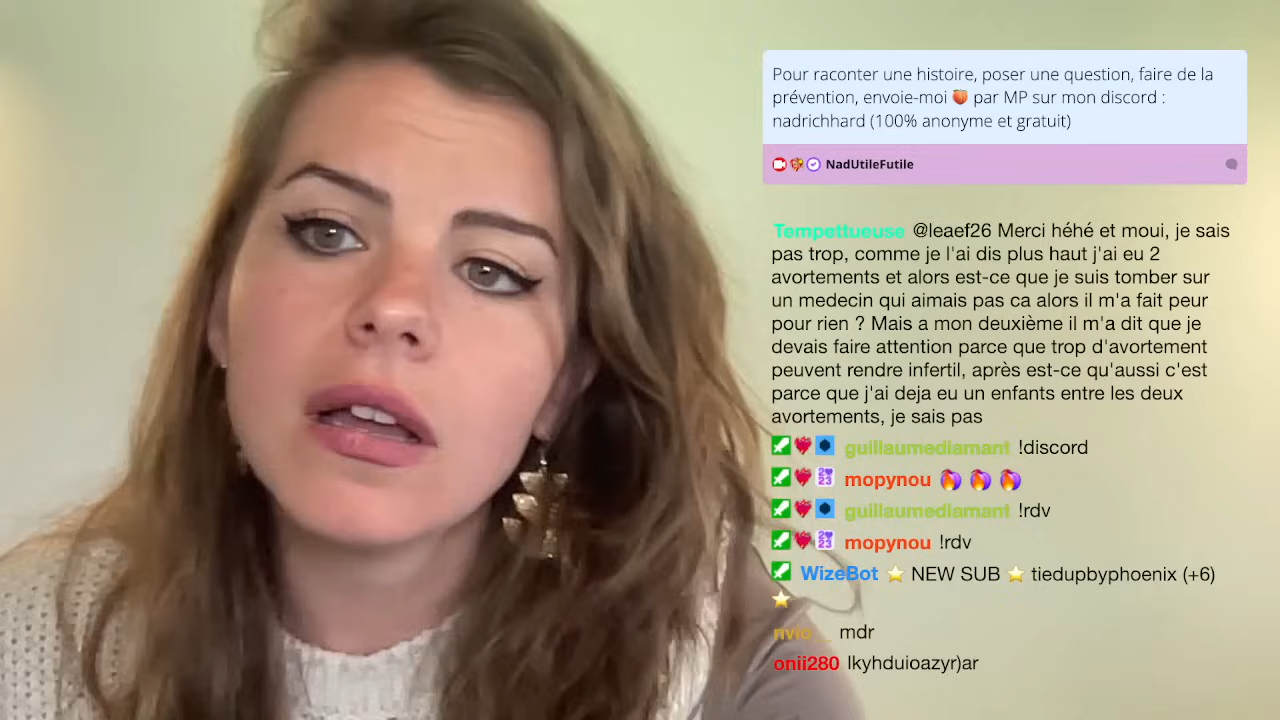 Pour raconter une histoire, poser une question, faire de la
prévention, envoie-moi 🍑 par MP sur mon discord :
nadrichhard (100% anonyme et gratuit)
NadUtileFutile
Tempettueuse @leaef26 Merci héhé et moui, je sais
pas trop, comme je l'ai dis plus haut j'ai eu 2
avortements et alors est-ce que je suis tomber sur
un medecin qui aimais pas ca alors il m'a fait peur
pour rien ? Mais a mon deuxième il m'a dit que je
devais faire attention parce que trop d'avortement
peuvent rendre infertil, après est-ce qu'aussi c'est
parce que j'ai deja eu un enfants entre les deux
avortements, je sais pas
guillaumediamant !discord
mopynou
guillaumediamant !rdv
mopynou !rdv
WizeBot ⭐ NEW SUB ⭐ tiedupbyphoenix (+6)
⭐
mdr
onii280 lkyhduioazyr)ar